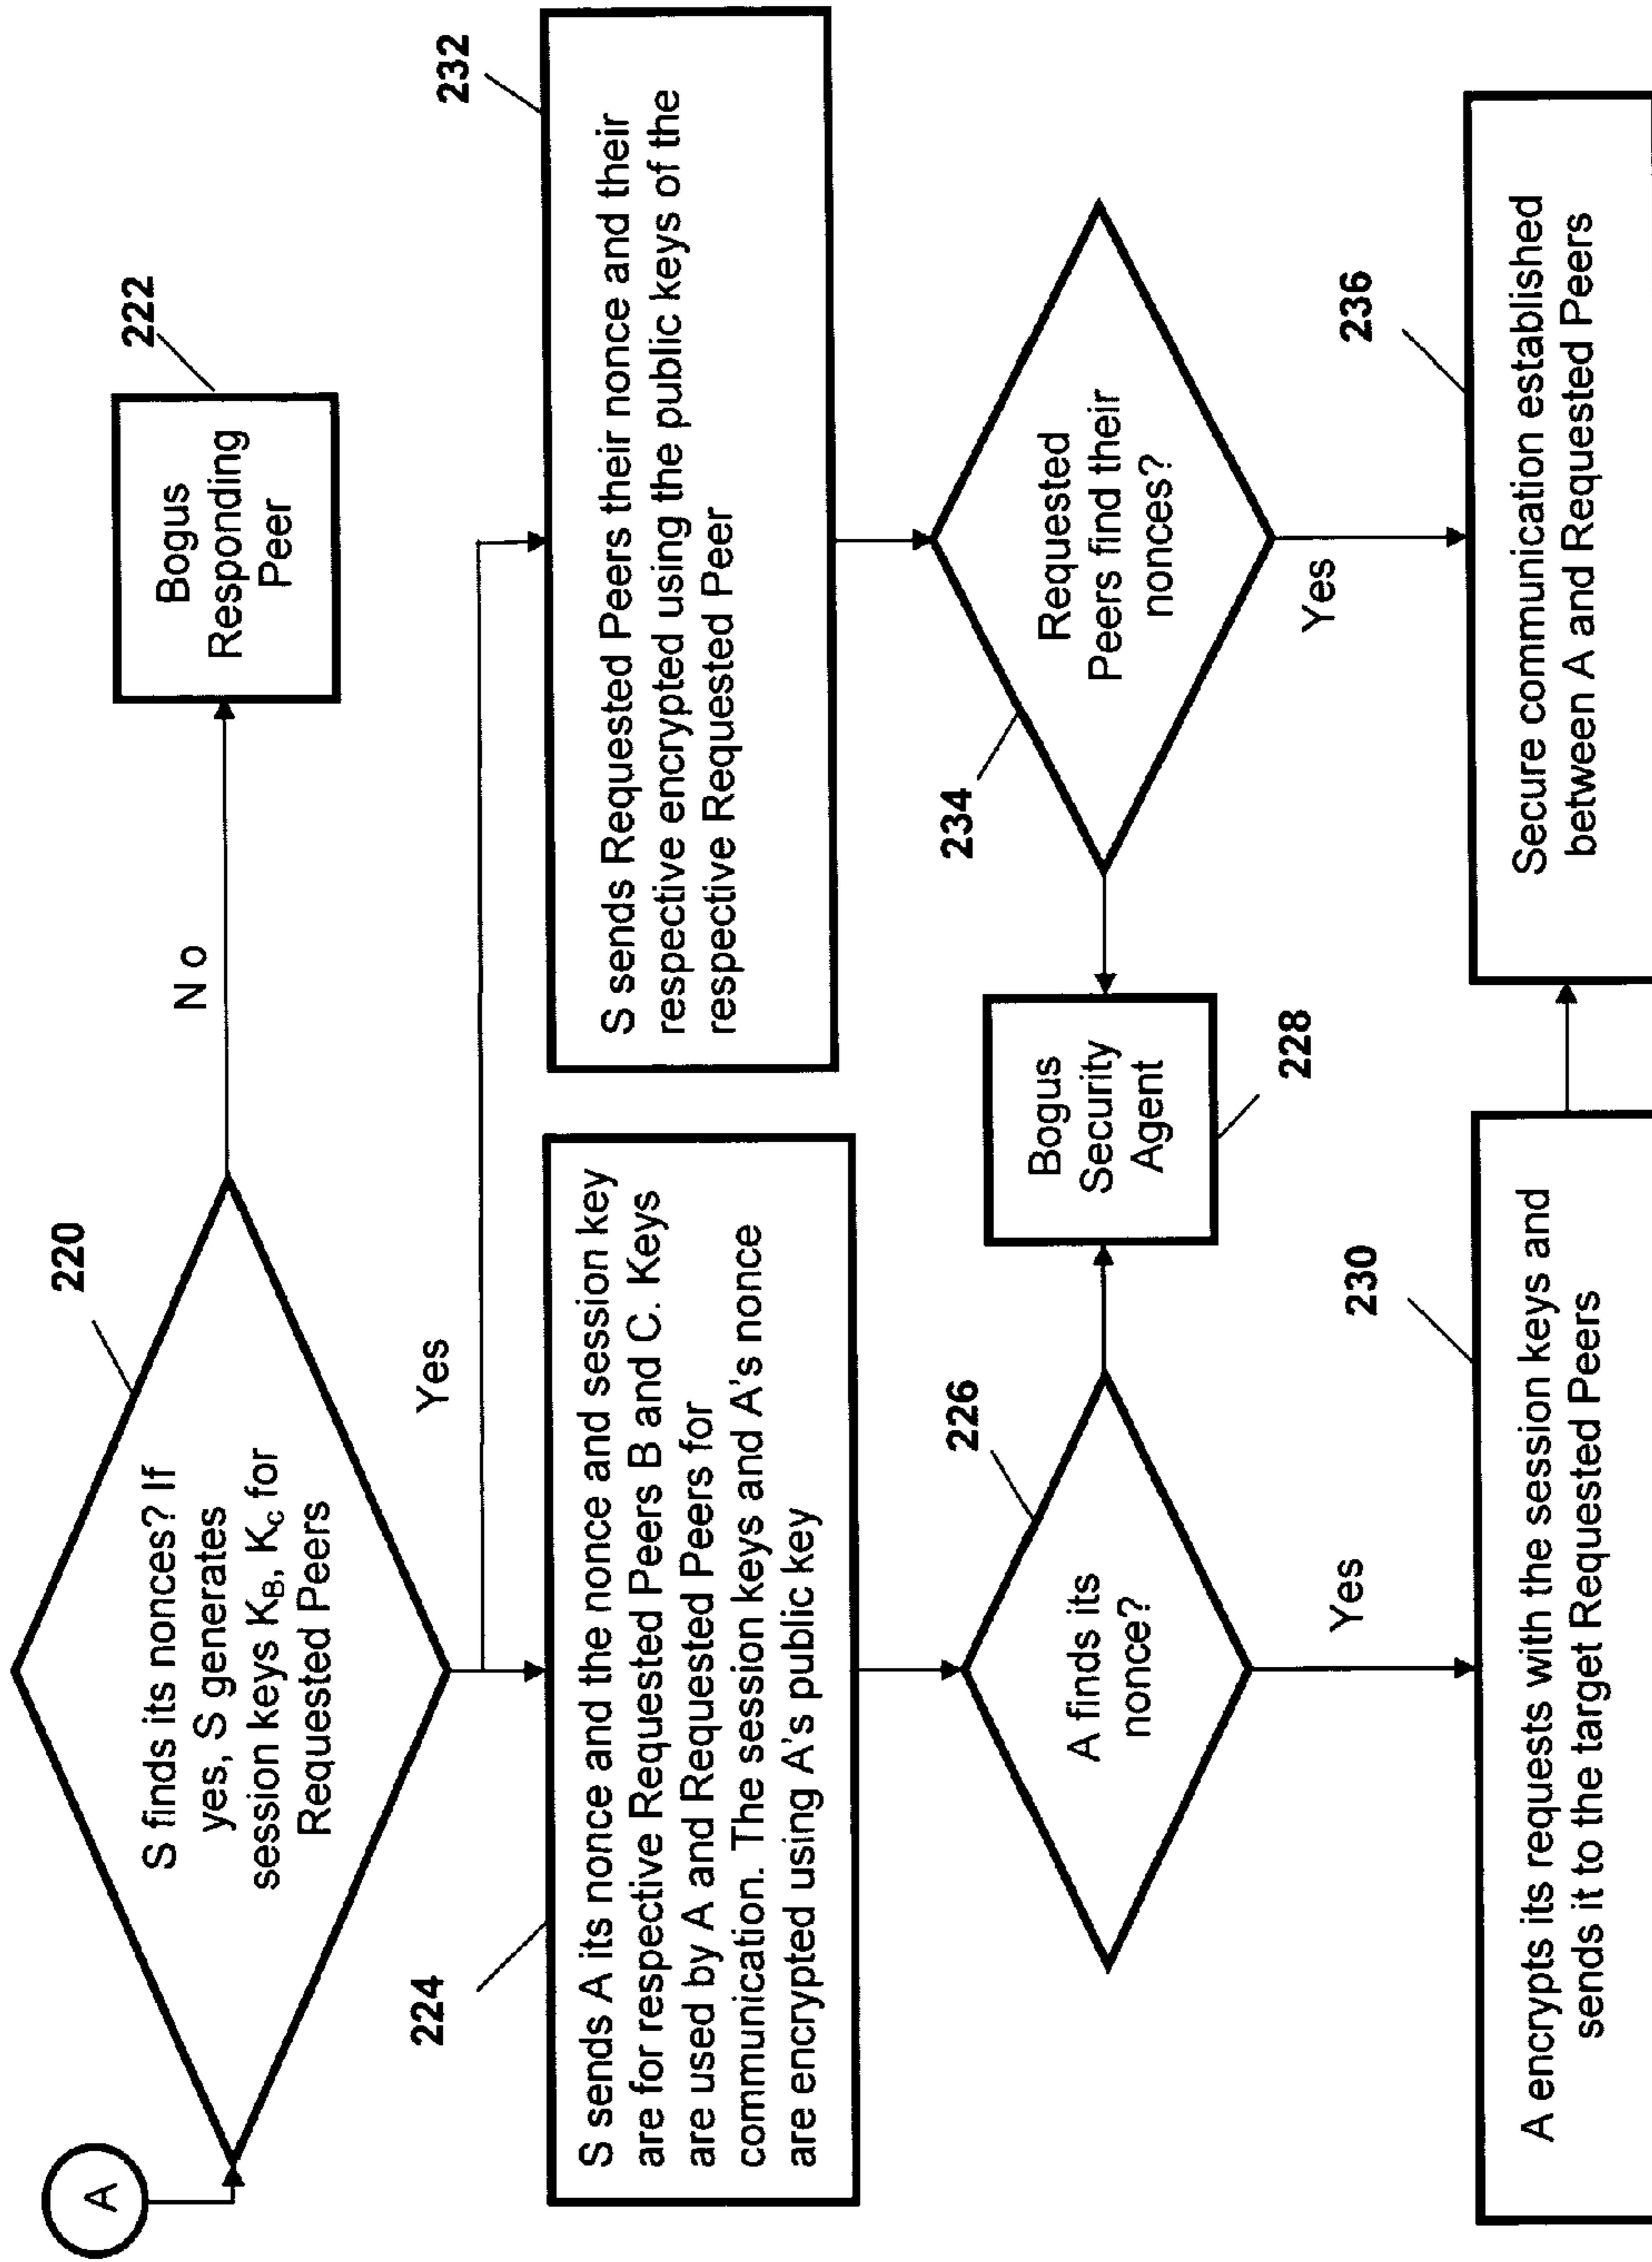 A
220
S finds its nonces? If
yes, S generates
session keys K_B, K_C for
Requested Peers
No
222
Bogus
Responding
Peer
Yes
224
S sends A its nonce and the nonce and session key
are for respective Requested Peers B and C. Keys
are used by A and Requested Peers for
communication. The session keys and A's nonce
are encrypted using A's public key
232
S sends Requested Peers their nonce and their
respective encrypted using the public keys of the
respective Requested Peer
226
A finds its
nonce?
Bogus
Security
Agent
228
234
Requested
Peers find their
nonces?
Yes
Yes
230
A encrypts its requests with the session keys and
sends it to the target Requested Peers
236
Secure communication established
between A and Requested Peers